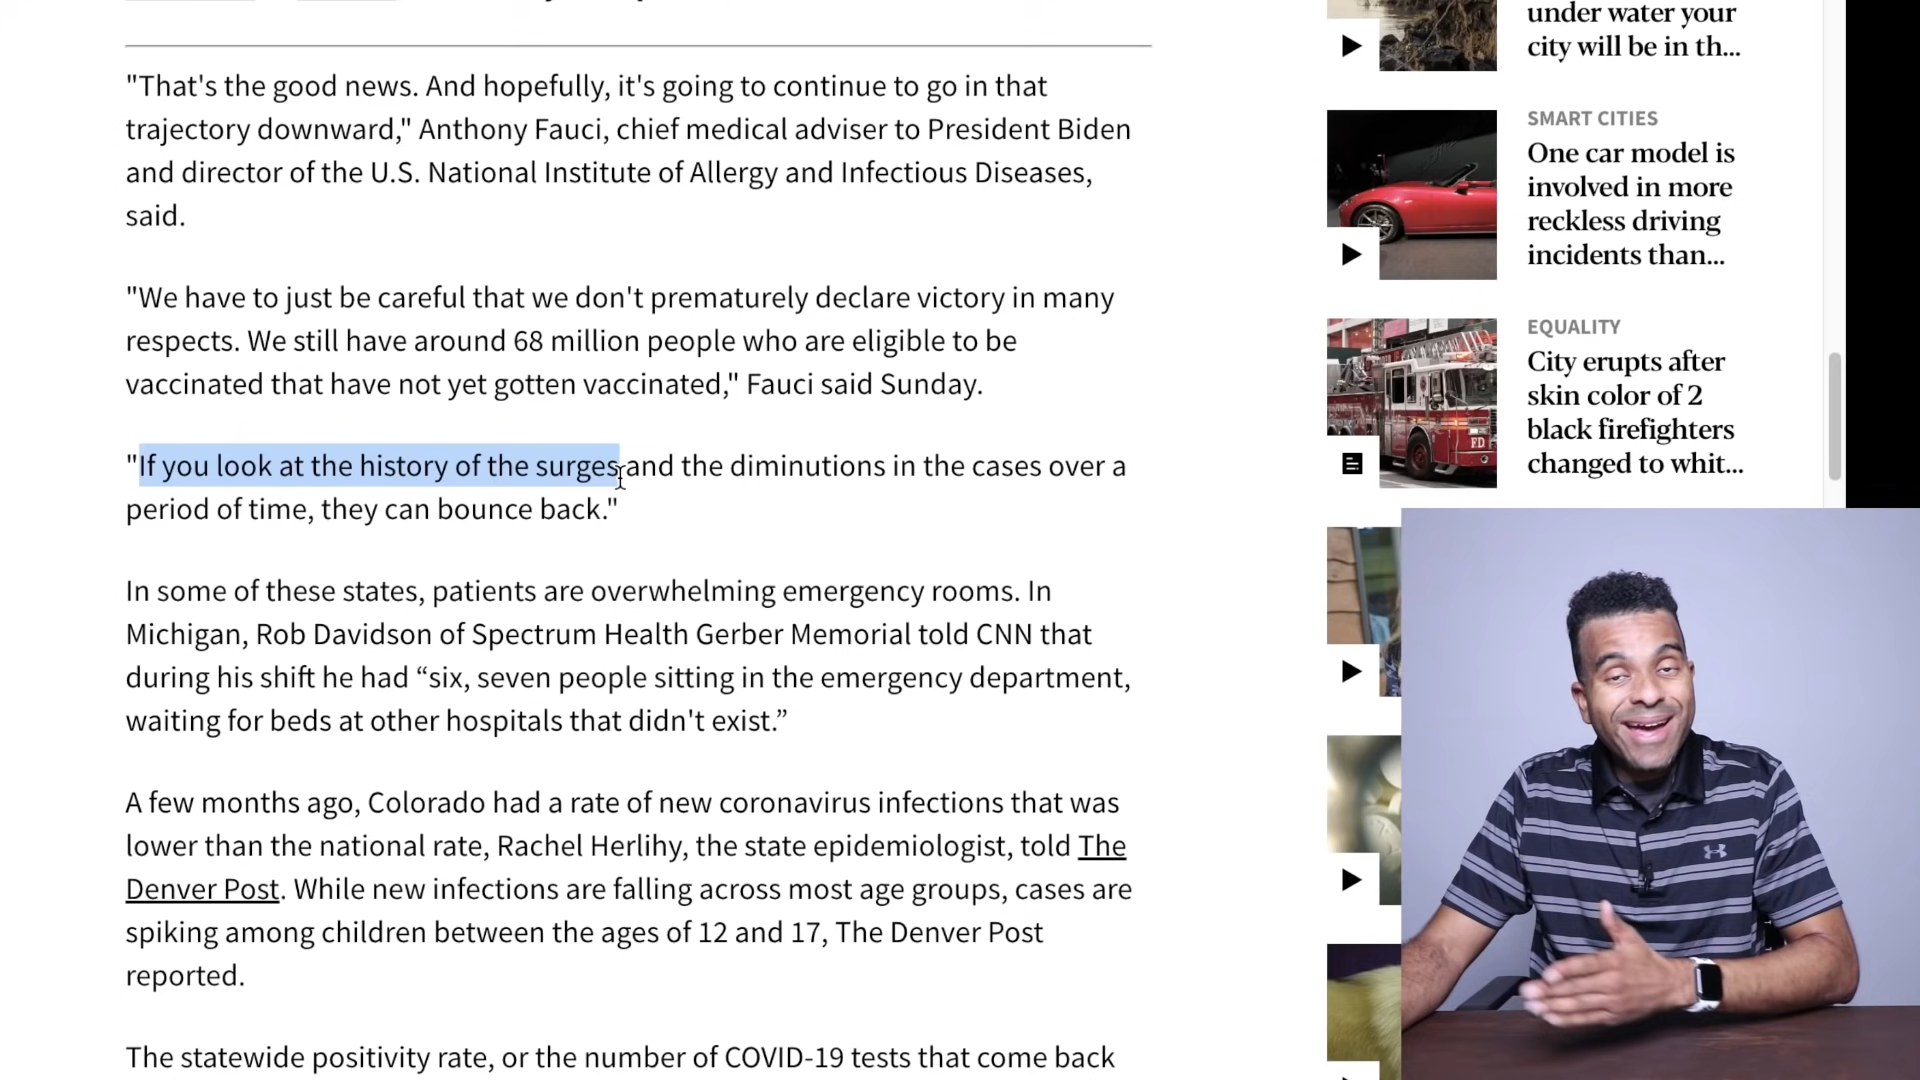 "That's the good news. And hopefully, it's going to continue to go in that
trajectory downward," Anthony Fauci, chief medical adviser to President Biden
and director of the U.S. National Institute of Allergy and Infectious Diseases,
said.
"We have to just be careful that we don't prematurely declare victory in many
respects. We still have around 68 million people who are eligible to be
vaccinated that have not yet gotten vaccinated," Fauci said Sunday.
"If you look at the history of the surges and the diminutions in the cases over a
period of time, they can bounce back."
In some of these states, patients are overwhelming emergency rooms. In
Michigan, Rob Davidson of Spectrum Health Gerber Memorial told CNN that
during his shift he had “six, seven people sitting in the emergency department,
waiting for beds at other hospitals that didn't exist.”
A few months ago, Colorado had a rate of new coronavirus infections that was
lower than the national rate, Rachel Herlihy, the state epidemiologist, told The
Denver Post. While new infections are falling across most age groups, cases are
spiking among children between the ages of 12 and 17, The Denver Post
reported.
The statewide positivity rate, or the number of COVID-19 tests that come back
under water your
city will be in th...
SMART CITIES
One car model is
involved in more
reckless driving
incidents than...
EQUALITY
City erupts after
skin color of 2
black firefighters
changed to whit...
FD